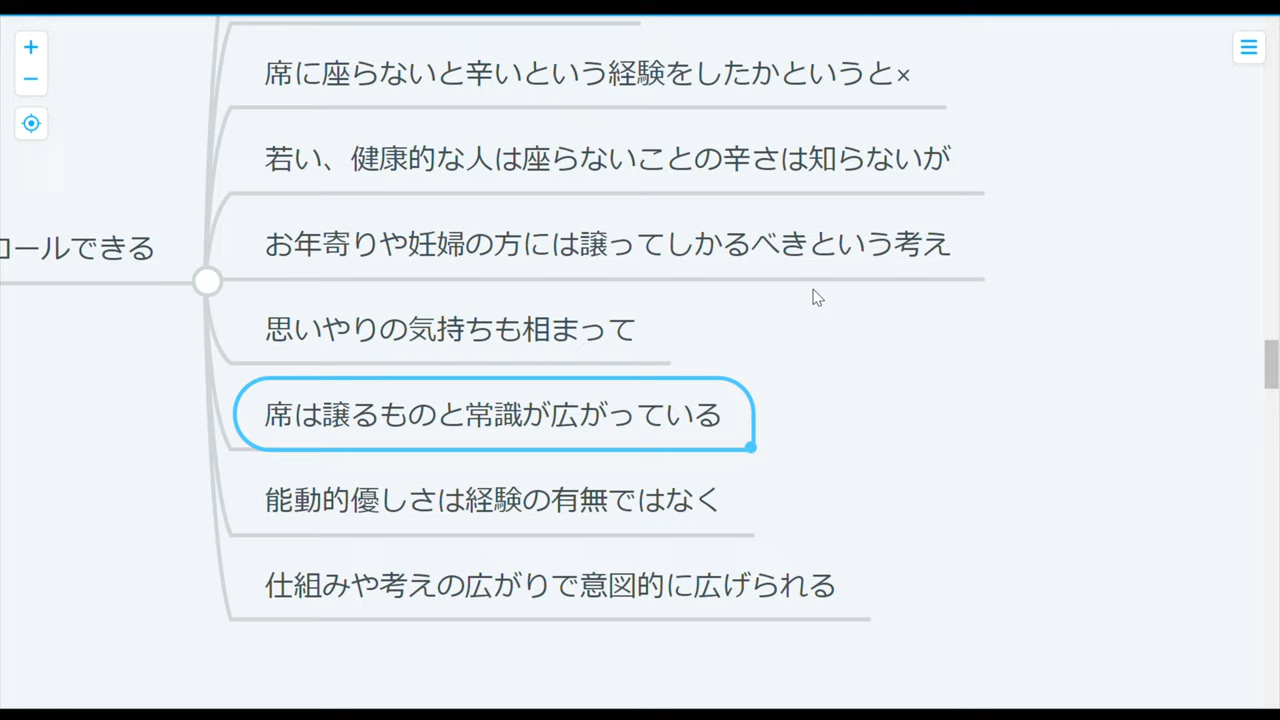 席に座らないと辛いという経験をしたかというと×
若い、健康的な人は座らないことの辛さは知らないが
お年寄りや妊婦の方には譲ってしかるべきという考え
ロールできる
思いやりの気持ちも相まって
席は譲るものと常識が広がっている
能動的優しさは経験の有無ではなく
仕組みや考えの広がりで意図的に広げられる